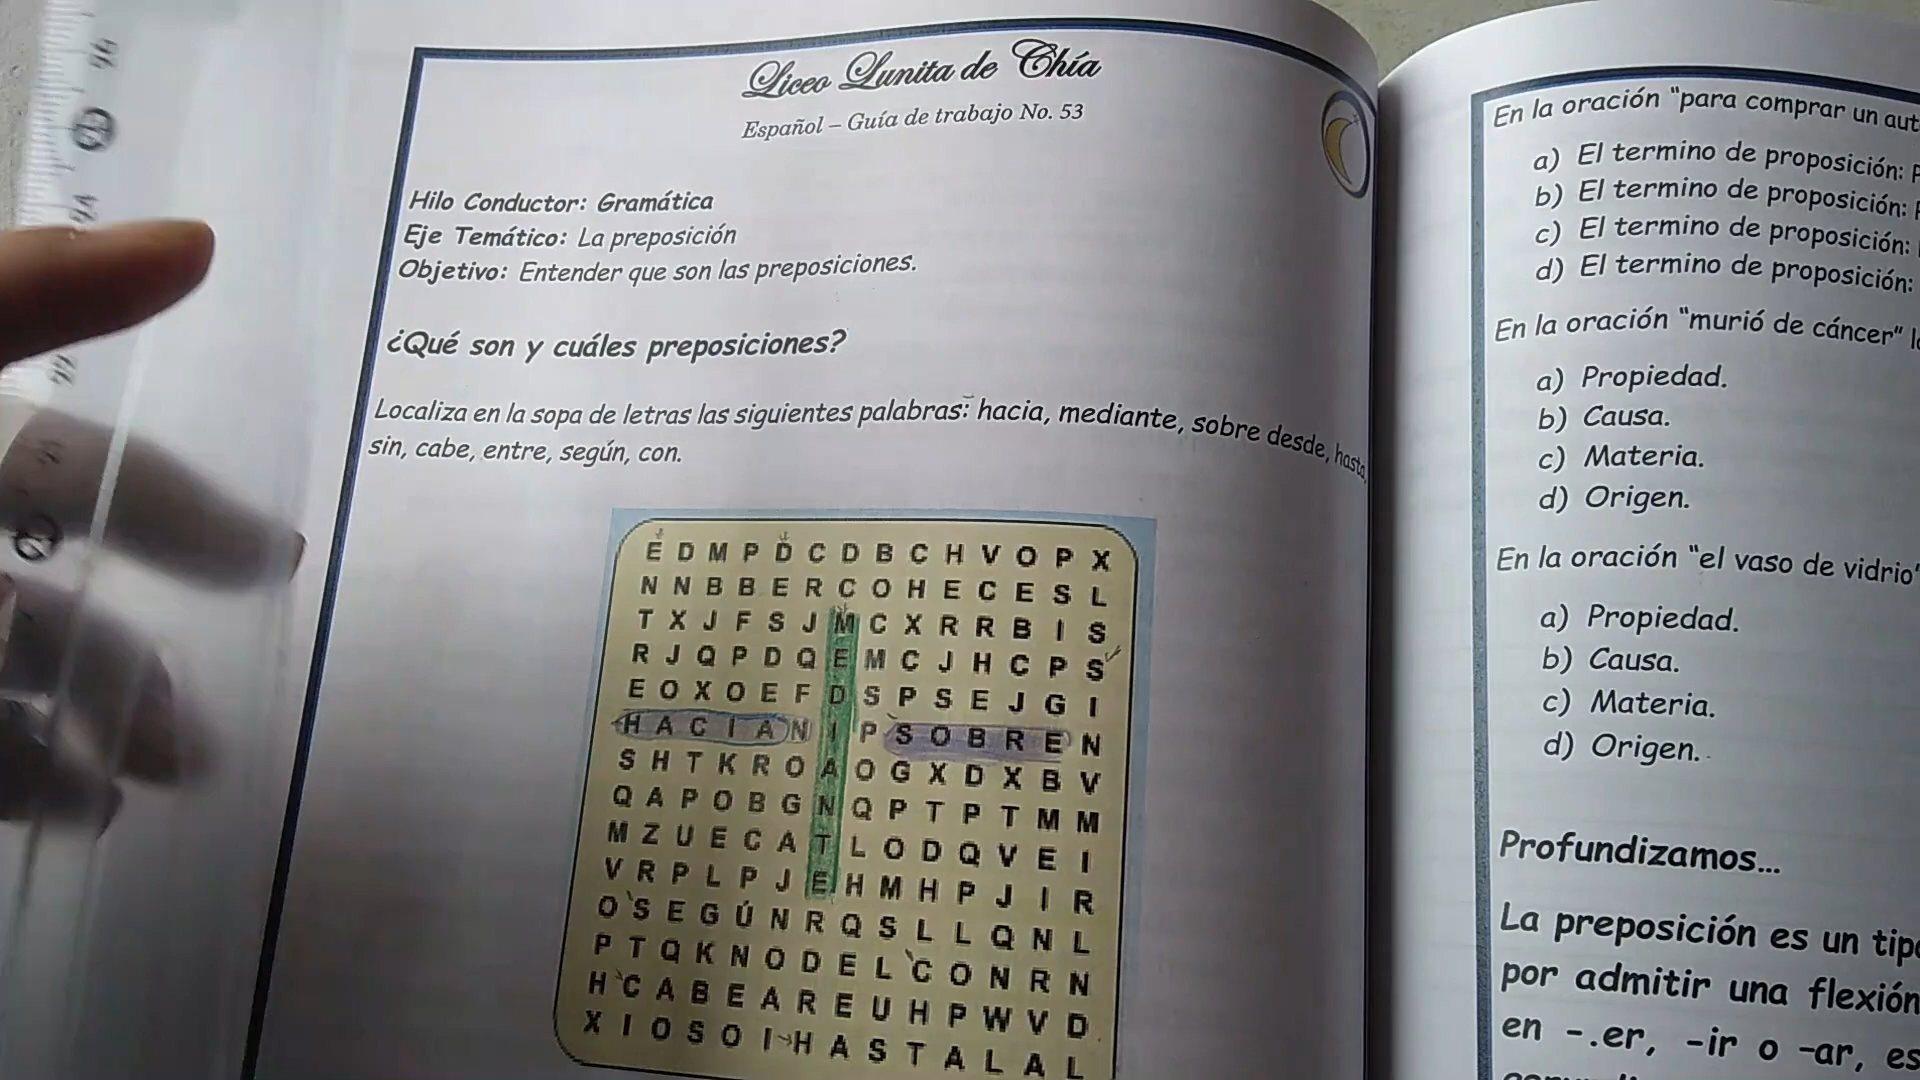 Liceo Lunita de Chía
Español – Guía de trabajo No. 53
Hilo Conductor: Gramática
Eje Temático: La preposición
Objetivo: Entender que son las preposiciones.
¿Qué son y cuáles preposiciones?
Localiza en la sopa de letras las siguientes palabras: hacia, mediante, sobre desde, hasta,
sin, cabe, entre, según, con.
E D M P D C D B C H V O P X
N N B B E R C O H E C E S L
T X J F S J M C X R R B I S
R J Q P D Q E M C J H C P S
E O X O E F D S P S E J G I
H A C I A N I P S O B R E N
S H T K R O A O G X D X B V
Q A P O B G N Q P T P T M M
M Z U E C A T L O D Q V E I
V R P L P J E H M H P J I R
O S E G Ú N R Q S L L Q N L
P T Q K N O D E L C O N R N
H C A B E A R E U H P W V D
X I O S O I H A S T A L A L
En la oración "para comprar un aut
a) El termino de proposición:
b) El termino de proposición:
c) El termino de proposición:
d) El termino de proposición:
En la oración "murió de cáncer"
a) Propiedad.
b) Causa.
c) Materia.
d) Origen.
En la oración "el vaso de vidrio"
a) Propiedad.
b) Causa.
c) Materia.
d) Origen.
Profundizamos...
La preposición es un tipo
por admitir una flexión
en -.er, -ir o -ar, es